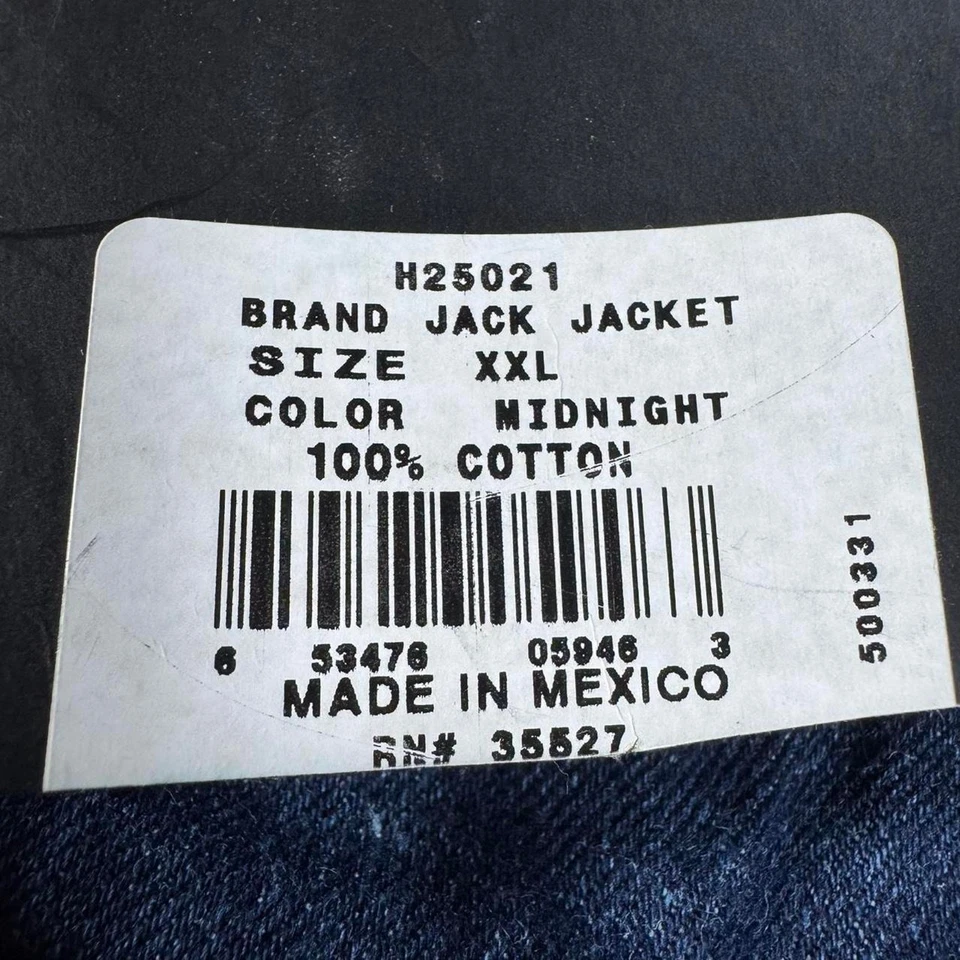 H25021
BRAND JACK JACKET
SIZE XXL
COLOR MIDNIGHT
100% COTTON
6 53476 05946 3
MADE IN MEXICO
RN# 35527
500331